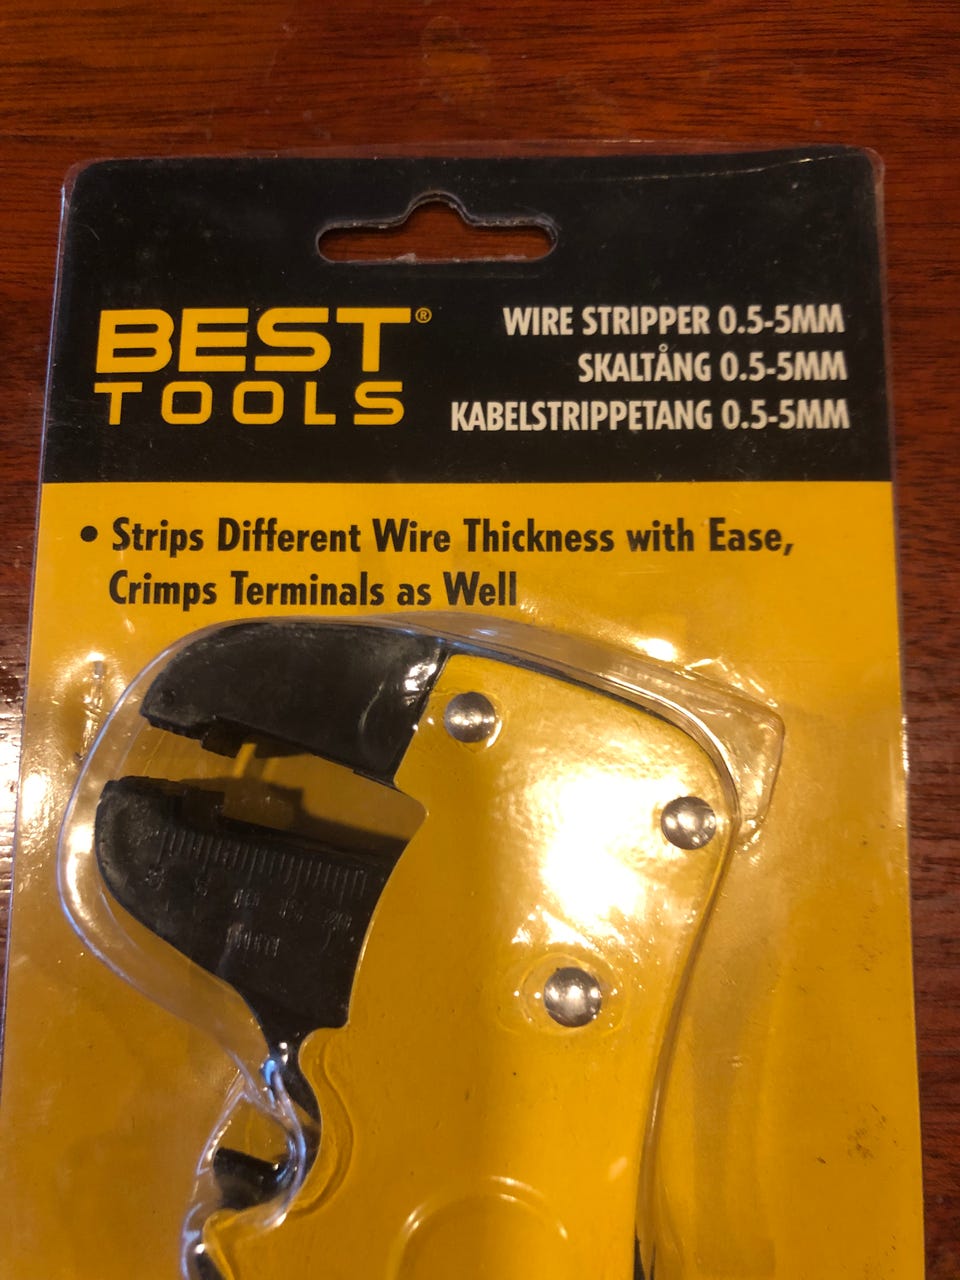 BEST®
TOOLS
WIRE STRIPPER 0.5-5MM
SKALTÅNG 0.5-5MM
KABELSTRIPPETANG 0.5-5MM
• Strips Different Wire Thickness with Ease,
Crimps Terminals as Well